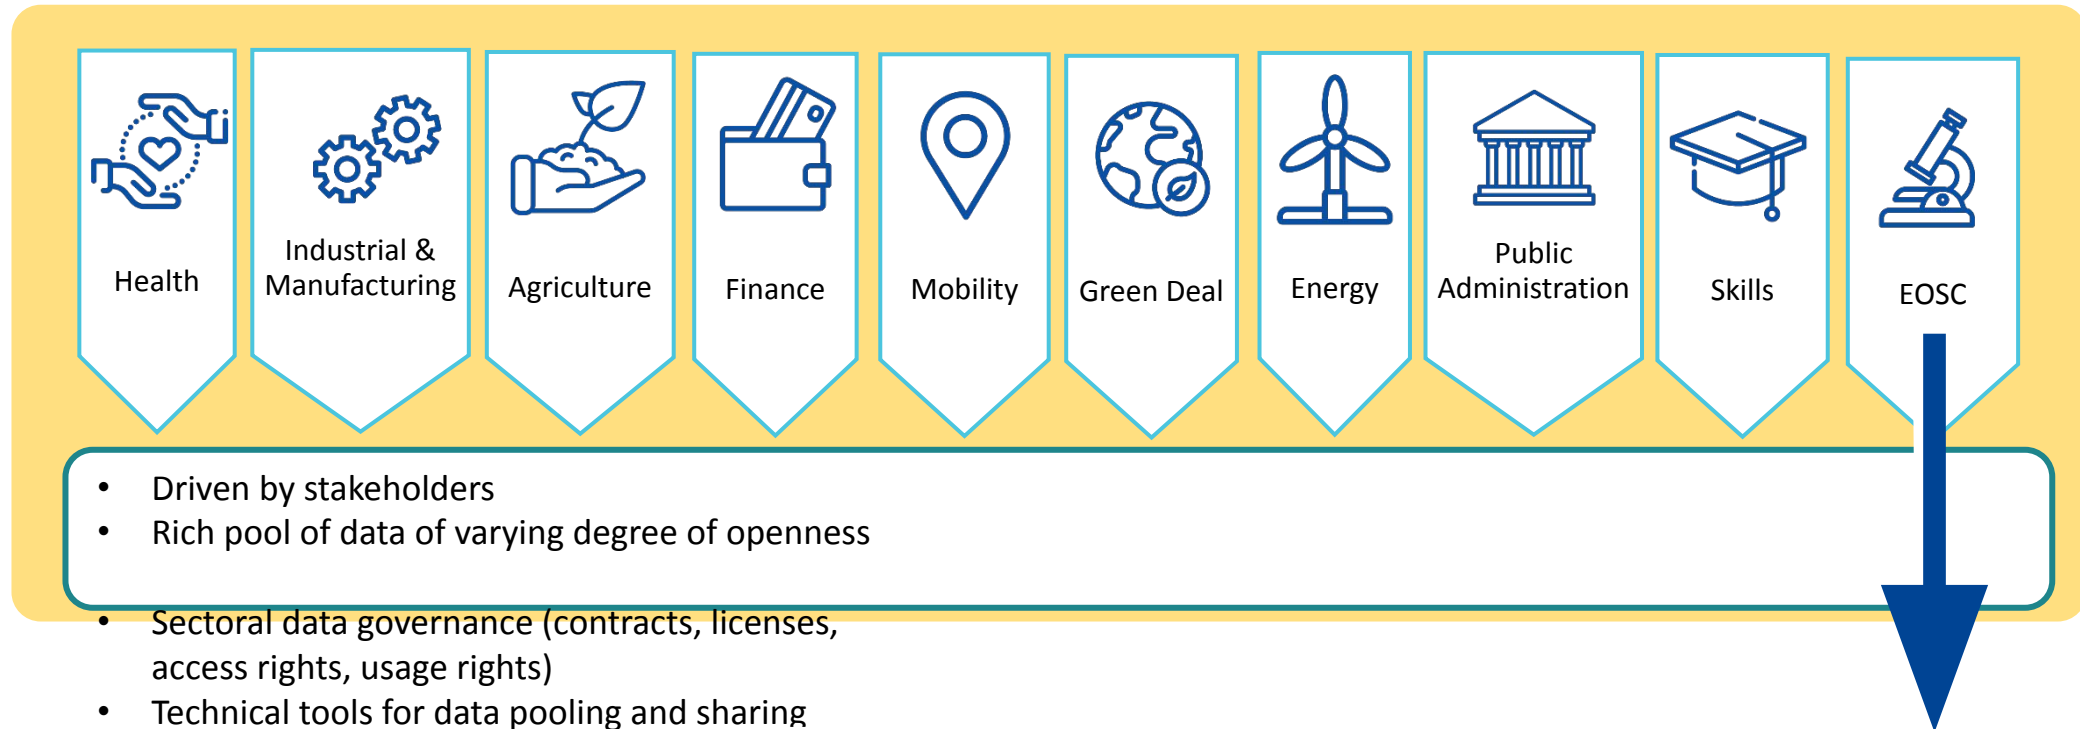 Health
Industrial &
Manufacturing
Agriculture
Finance
Mobility
Green Deal
Energy
Public
Administration
Skills
EOSC
• Driven by stakeholders
• Rich pool of data of varying degree of openness
• Sectoral data governance (contracts, licenses,
access rights, usage rights)
• Technical tools for data pooling and sharing